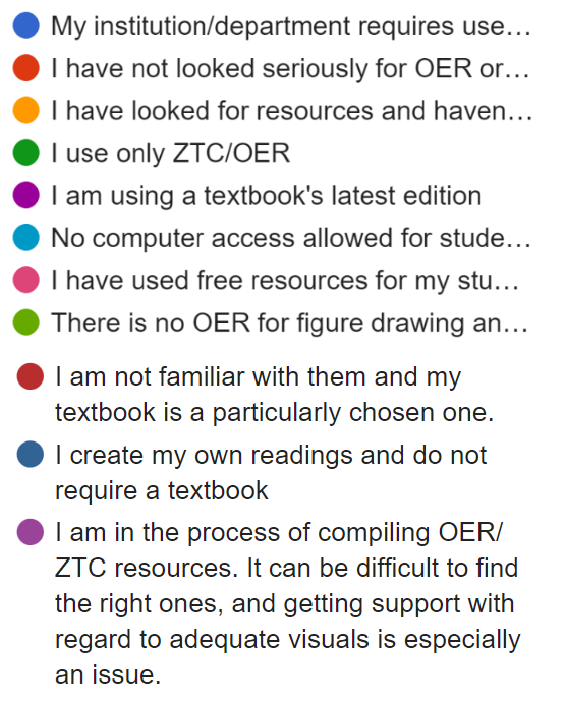 My institution/department requires use…
I have not looked seriously for OER or…
I have looked for resources and haven…
I use only ZTC/OER
I am using a textbook's latest edition
No computer access allowed for stude…
I have used free resources for my stu…
There is no OER for figure drawing an…
I am not familiar with them and my
textbook is a particularly chosen one.
I create my own readings and do not
require a textbook
I am in the process of compiling OER/
ZTC resources. It can be difficult to find
the right ones, and getting support with
regard to adequate visuals is especially
an issue.